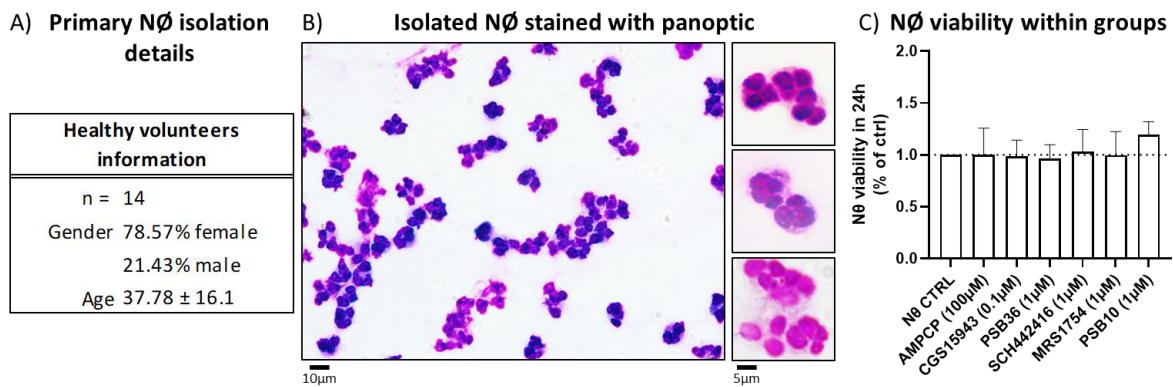 A) Primary NØ isolation
details
Healthy volunteers
information
n = 14
Gender 78.57% female
21.43% male
Age 37.78 ± 16.1
B) Isolated NØ stained with panoptic
10µm
5µm
C) NØ viability within groups
Nθ viability in 24h
(% of ctrl)
2.0
1.5
1.0
0.5
0.0
Nθ CTRL
AMPCP (100µM)
CGS15943 (0.1µM)
PSB36 (1µM)
SCH442416 (1µM)
MRS1754 (1µM)
PSB10 (1µM)